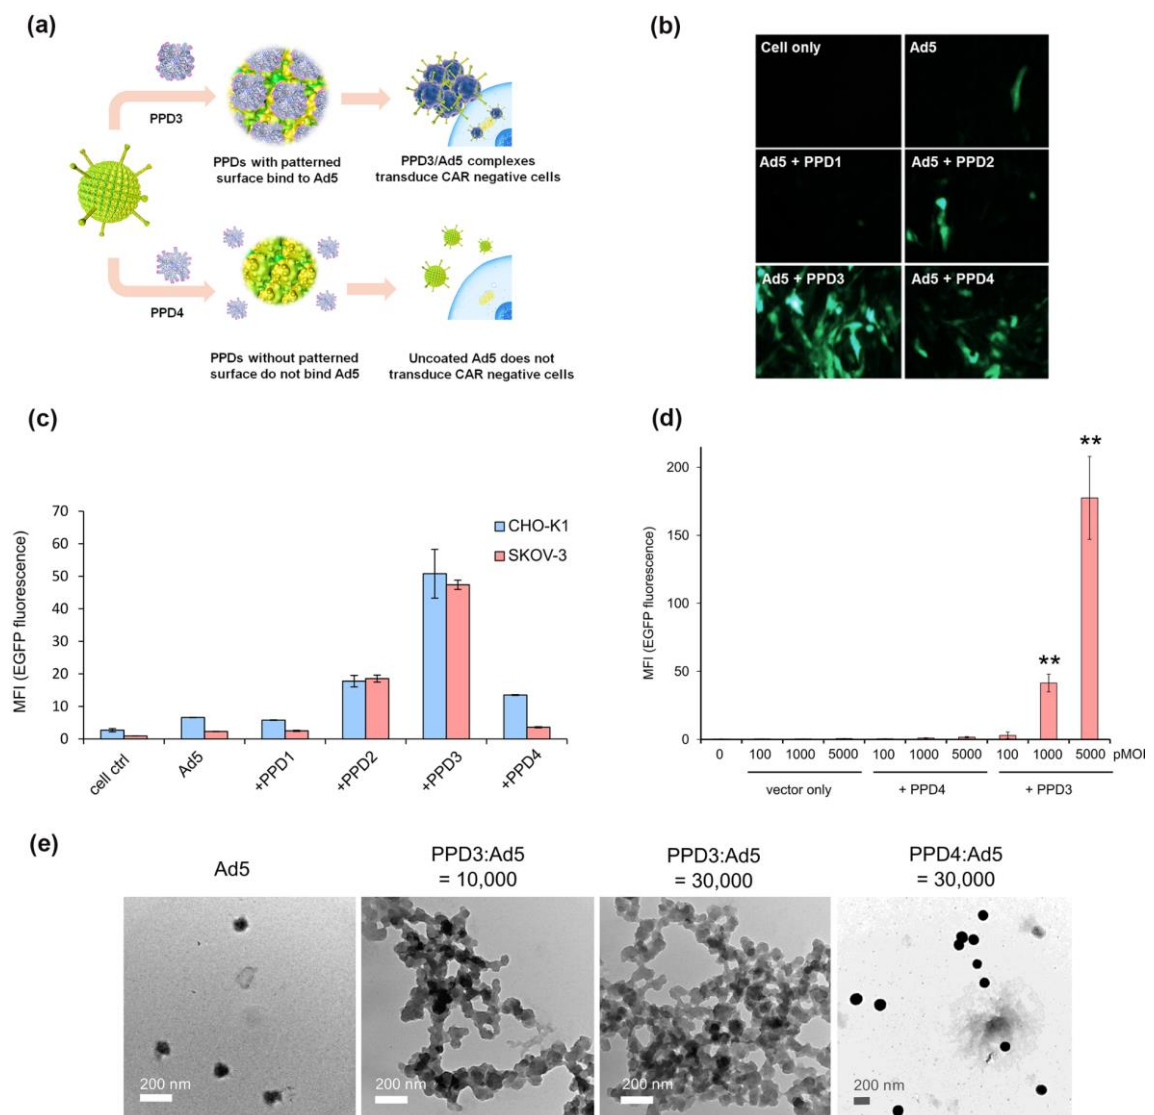 (a)
PPD3
PPDs with patterned
surface bind to Ad5
PPD3/Ad5 complexes
transduce CAR negative cells
PPD4
PPDs without patterned
surface do not bind Ad5
Uncoated Ad5 does not
transduce CAR negative cells
(b)
Cell only
Ad5
Ad5 + PPD1
Ad5 + PPD2
Ad5 + PPD3
Ad5 + PPD4
(c)
MFI (EGFP fluorescence)
70
60
50
40
30
20
10
0
CHO-K1
SKOV-3
cell ctrl
Ad5
+PPD1
+PPD2
+PPD3
+PPD4
(d)
MFI (EGFP fluorescence)
200
150
100
50
0
**
**
0 100 1000 5000 100 1000 5000 100 1000 5000 pMOI
vector only
+ PPD4
+ PPD3
(e)
Ad5
PPD3:Ad5
= 10,000
PPD3:Ad5
= 30,000
PPD4:Ad5
= 30,000
200 nm
200 nm
200 nm
200 nm